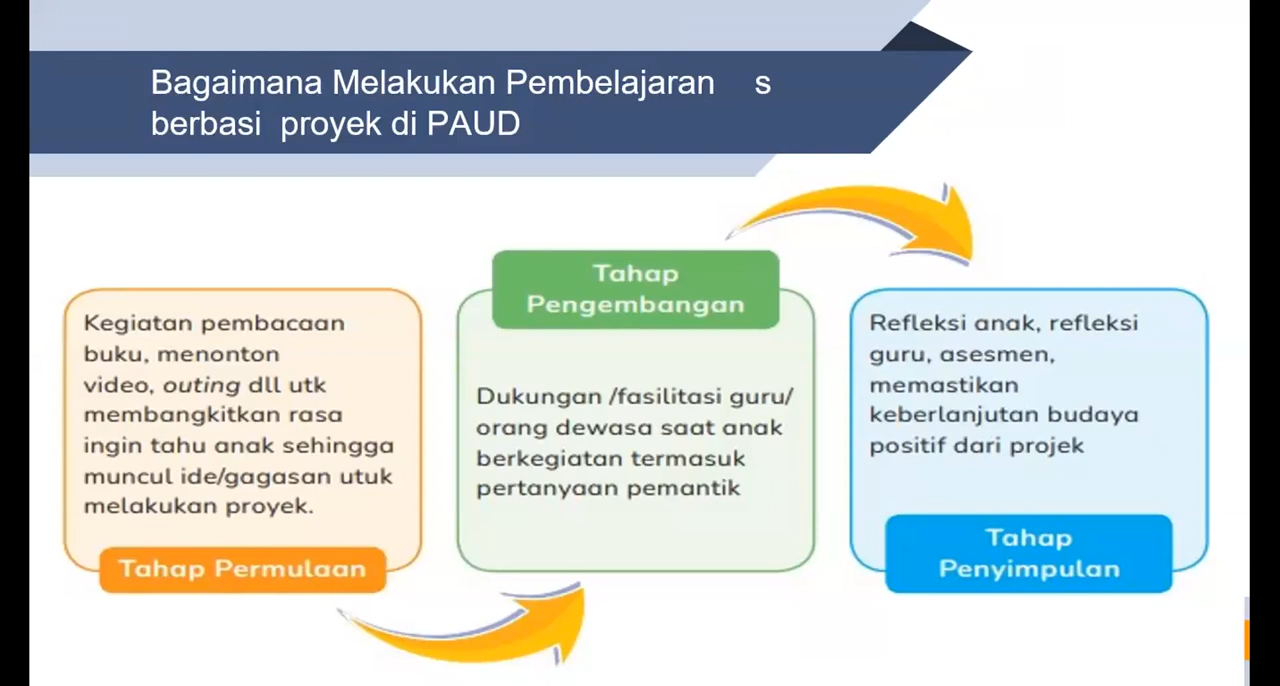 Bagaimana Melakukan Pembelajaran s
berbasi proyek di PAUD
Kegiatan pembacaan
buku, menonton
video, outing dll utk
membangkitkan rasa
ingin tahu anak sehingga
muncul ide/gagasan utuk
melakukan proyek.
Tahap Permulaan
Tahap
Pengembangan
Dukungan /fasilitasi guru/
orang dewasa saat anak
berkegiatan termasuk
pertanyaan pemantik
Refleksi anak, refleksi
guru, asesmen,
memastikan
keberlanjutan budaya
positif dari projek
Tahap
Penyimpulan